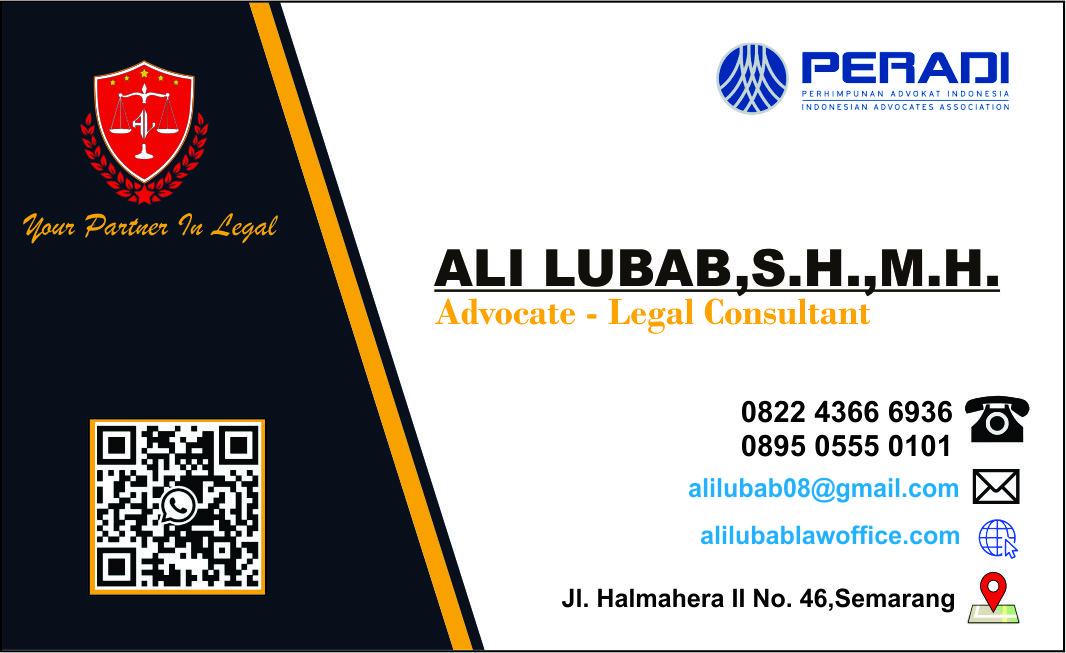 PERADI
PERHIMPUNAN ADVOKAT INDONESIA
INDONESIAN ADVOCATES ASSOCIATION
AL
Your Partner In Legal
ALI LUBAB,S.H.,M.H.
Advocate - Legal Consultant
0822 4366 6936
0895 0555 0101
alilubab08@gmail.com
alilubablawoffice.com
Jl. Halmahera II No. 46,Semarang